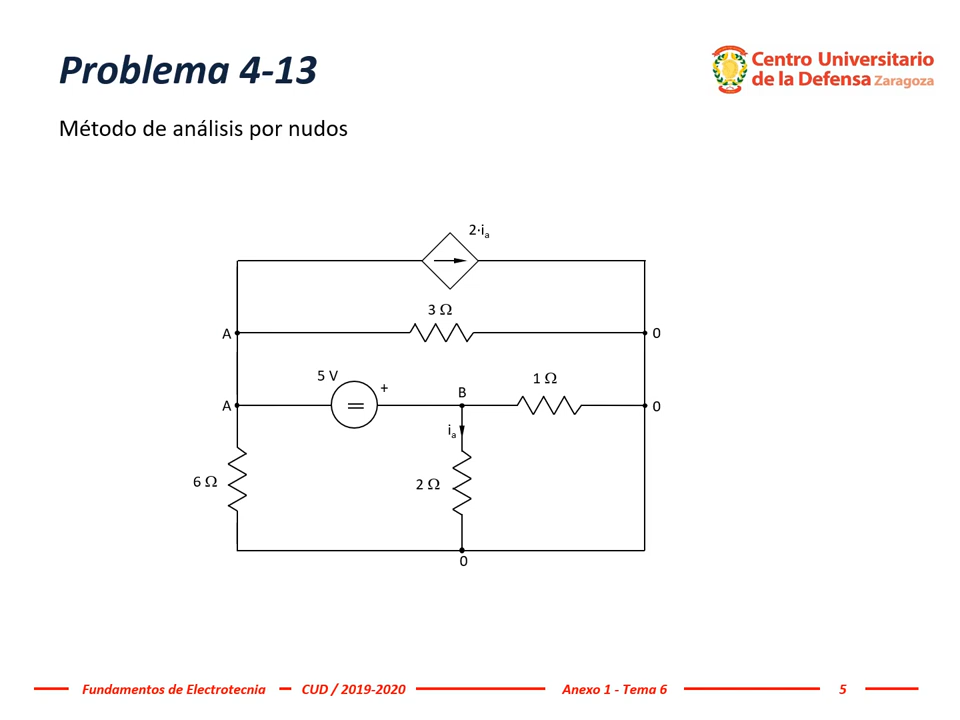 Problema 4-13
Centro Universitario
de la Defensa Zaragoza
Método de análisis por nudos
2·ia
3 Ω
A
0
5 V
+
B
1 Ω
A
0
ia
6 Ω
2 Ω
0
Fundamentos de Electrotecnia
CUD / 2019-2020
Anexo 1 - Tema 6
5